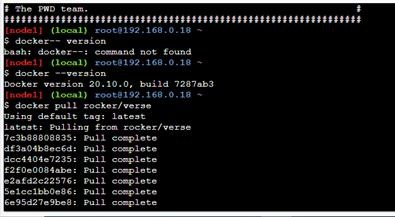 # The PWD team. #
##########################################################
[node1] (local) root@192.168.0.18 ~
$ docker-- version
bash: docker--: command not found
[node1] (local) root@192.168.0.18 ~
$ docker --version
Docker version 20.10.0, build 7287ab3
[node1] (local) root@192.168.0.18 ~
$ docker pull rocker/verse
Using default tag: latest
latest: Pulling from rocker/verse
7c3b88808835: Pull complete
df3a04b8ec6d: Pull complete
dcc4404e7235: Pull complete
f2f0e0084abe: Pull complete
e2afd2c22576: Pull complete
5e1cc1bb0e86: Pull complete
6e95d27e9be8: Pull complete